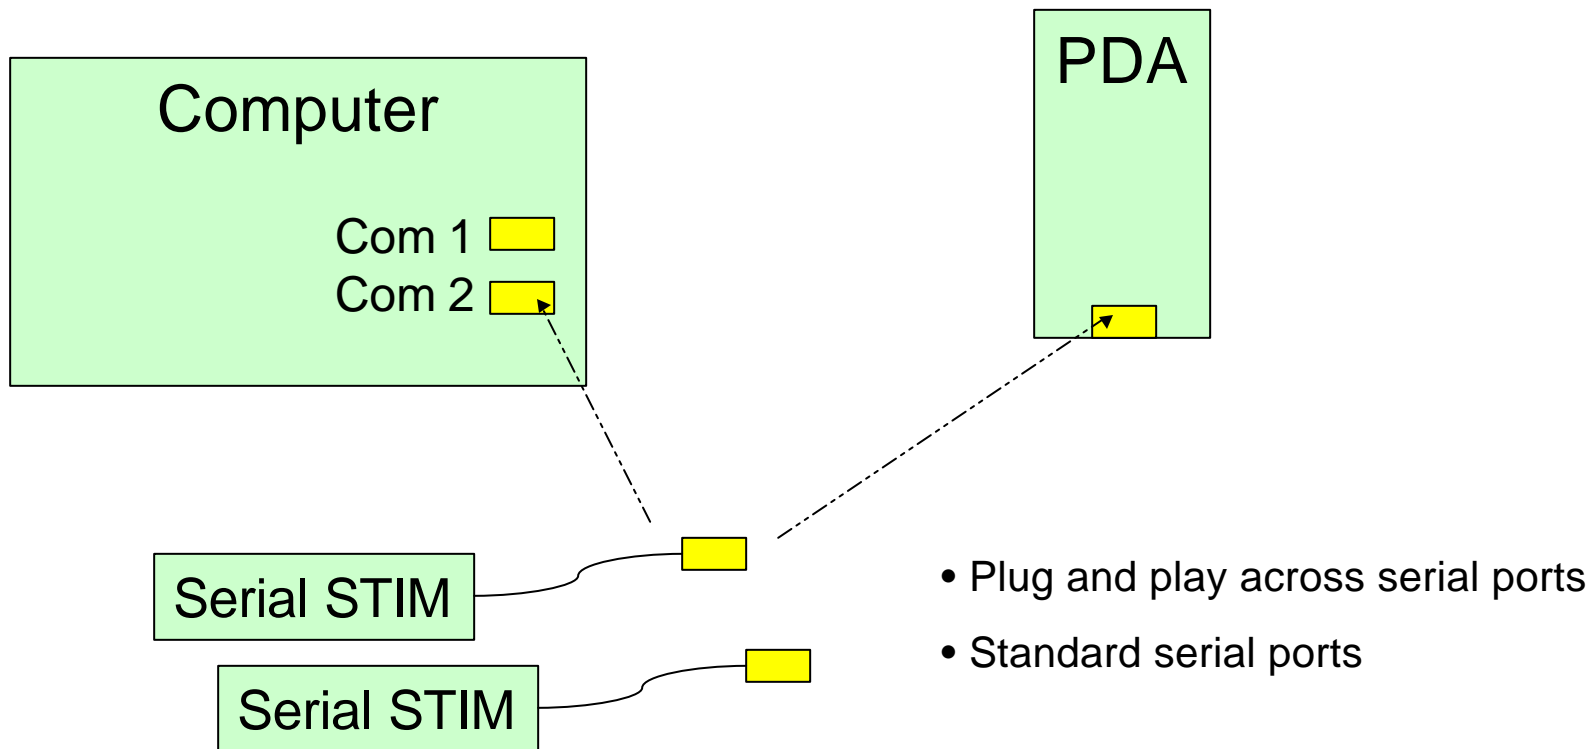 PDA
Computer
Com 1
Com 2
Serial STIM
• Plug and play across serial ports
• Standard serial ports
Serial STIM